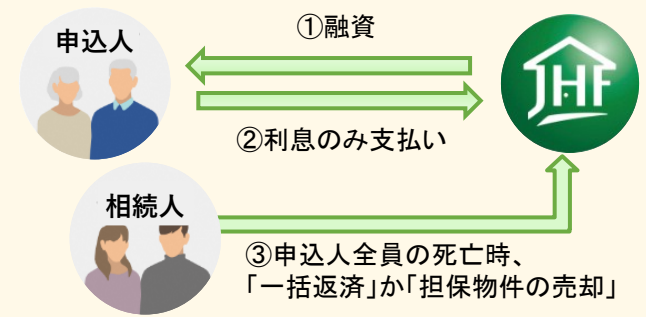 ①融資
申込人
JHF
②利息のみ支払い
相続人
③申込人全員の死亡時、
「一括返済」か「担保物件の売却」